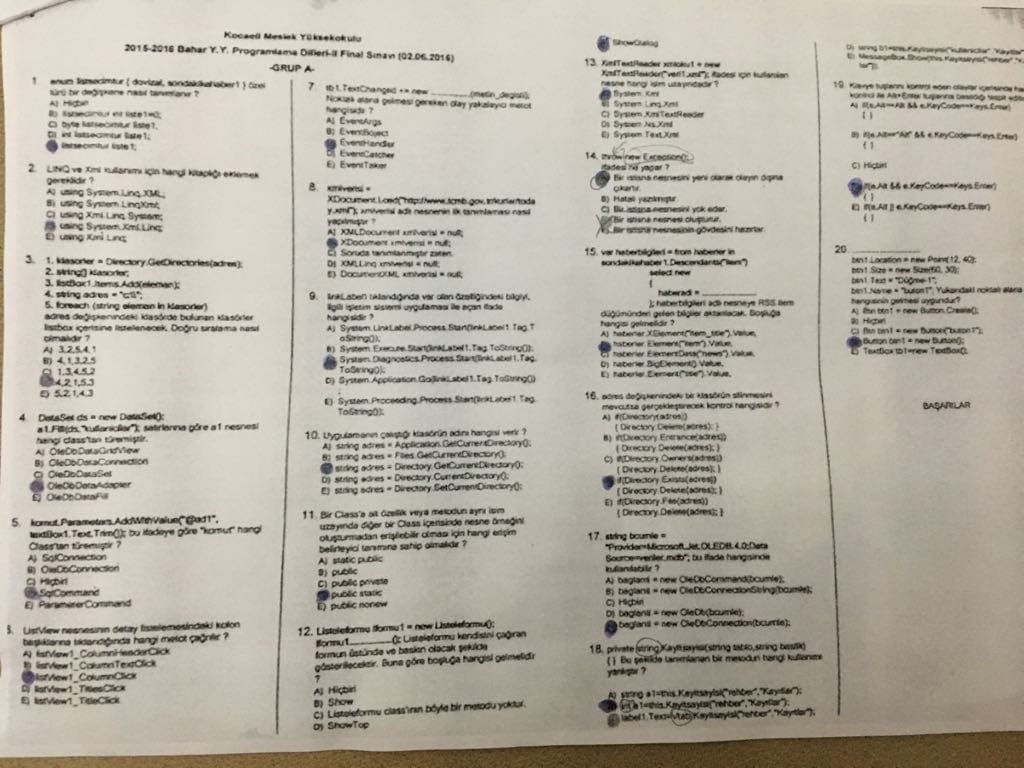 Kocaeli Meslek Yüksekokulu
2015-2016 Bahar Y.Y. Programlama Dilleri-II Final Sınavı (02.06.2016)
-GRUP A-
1. enum listsecimtur { dovizal, sondakikahaber1 } özel
türü bir değişkene nasıl tanımlanır ?
A) Hiçbiri
B) listsecimtur int liste1=0;
C) byte listsecimtur liste1;
D) int listsecimtur liste1;
listsecimtur liste1;
2. LINQ ve Xml kullanımı için hangi kitaplığı eklemek
gereklidir ?
A) using System.Linq.XML;
B) using System.LinqXml;
C) using Xml.Linq.System;
using System.Xml.Linq;
E) using Xml.Linq;
3. 1. klasorler = Directory.GetDirectories(adres);
2. string[] klasorler;
3. listBox1.Items.Add(eleman);
4. string adres = "c:\\";
5. foreach (string eleman in klasorler)
adres değişkenindeki klasörde bulunan klasörler
listbox içerisine listelenecek. Doğru sıralama nasıl
olmalıdır ?
A) 3,2,5,4,1
B) 4,1,3,2,5
C) 1,3,4,5,2
4,2,1,5,3
E) 5,2,1,4,3
4. DataSet ds = new DataSet();
a1.Fill(ds,"kullanicilar"); satırlarına göre a1 nesnesi
hangi class'tan türemiştir.
A) OleDbDataGridView
B) OleDbDataConnection
C) OleDbDataSet
OleDbDataAdapter
E) OleDbDataFill
5. komut.Parameters.AddWithValue("@ad1",
textBox1.Text.Trim()); bu ifadeye göre "komut" hangi
Class'tan türemiştir ?
A) SqlConnection
B) OleDbConnection
C) Hiçbiri
SqlCommand
E) ParameterCommand
6. ListView nesnesinin detay listelemesindeki kolon
başlıklarına tıklandığında hangi metot çağrılır ?
A) listView1_ColumnHeaderClick
B) listView1_ColumnTextClick
listView1_ColumnClick
D) listView1_TitlesClick
E) listView1_TitleClick
7. tb1.TextChanged += new __________(metin_degisti);
Noktalı alana gelmesi gereken olay yakalayıcı metot
hangisidir ?
A) EventArgs
B) EventBoject
EventHandler
D) EventCatcher
E) EventTaker
8. xmlverisi =
XDocument.Load("http://www.tcmb.gov.tr/kurlar/toda
y.xml"); xmlverisi adlı nesnenin ilk tanımlaması nasıl
yapılmıştır ?
A) XMLDocument xmlverisi = null;
XDocument xmlverisi = null;
C) Soruda tanımlanmıştır zaten.
D) XMLLinq xmlverisi = null;
E) DocumentXML xmlverisi = null;
9. linkLabel1 tıklandığında var olan özelliğindeki bilgiyi,
ilgili işletim sistemi uygulaması ile açan ifade
hangisidir ?
A) System.LinkLabel.Process.Start(linkLabel1.Tag.T
oString());
B) System.Execute.Start(linkLabel1.Tag.ToString());
System.Diagnostics.Process.Start(linkLabel1.Tag.
ToString());
D) System.Application.Go(linkLabel1.Tag.ToString())
;
E) System.Proceeding.Process.Start(linkLabel1.Tag.
ToString());
10. Uygulamanın çalıştığı klasörün adını hangisi verir ?
A) string adres = Application.GetCurrentDirectory();
B) string adres = Files.GetCurrentDirectory();
string adres = Directory.GetCurrentDirectory();
D) string adres = Directory.CurrentDirectory();
E) string adres = Directory.SetCurrentDirectory();
11. Bir Class'a ait özellik veya metodun aynı isim
uzayında diğer bir Class içerisinde nesne örneğini
oluşturmadan erişilebilir olması için hangi erişim
belirleyici tanımına sahip olmalıdır ?
A) static public
B) public
C) public private
public static
E) public nonew
12. Listeleformu lformu1 = new Listeleformu();
lformu1.________(); Listeleformu kendisini çağıran
formun üstünde ve baskın olacak şekilde
gösterilecektir. Buna göre boşluğa hangisi gelmelidir
?
A) Hiçbiri
B) Show
C) Listeleformu class'ının böyle bir metodu yoktur.
D) ShowTop
ShowDialog
13. XmlTextReader xmloku1 = new
XmlTextReader("veri1.xml"); ifadesi için kullanılan
nesne hangi isim uzayındadır ?
System.Xml
B) System.Linq.Xml
C) System.XmlTextReader
D) System.Ns.Xml
E) System.Text.Xml
14. throw new Exception();
ifadesi ne yapar ?
Bir istisna nesnesini yeni olarak olayın dışına
çıkartır.
B) Hatalı yazılmıştır.
C) Bir istisna nesnesini yok eder.
Bir istisna nesnesi oluşturur.
E) Bir istisna nesnesinin gövdesini hazırlar.
15. var haberbilgileri = from haberler in
sondakikahaber1.Descendants("item")
select new
{
haberadi = __________
}; haberbilgileri adlı nesneye RSS item
düğümünden gelen bilgiler aktarılacak. Boşluğa
hangisi gelmelidir ?
A) haberler.XElement("item_title").Value,
haberler.Element("item").Value,
C) haberler.ElementData("news").Value,
D) haberler.BigElement().Value,
E) haberler.Element("title").Value,
16. adres değişkenindeki bir klasörün silinmesini
mevcutsa gerçekleştirecek kontrol hangisidir ?
A) if(Directory(adres))
{ Directory.Delete(adres); }
B) if(Directory.Entrance(adres))
{ Directory.Delete(adres); }
C) if(Directory.Owners(adres))
{ Directory.Delete(adres); }
if(Directory.Exists(adres))
{ Directory.Delete(adres); }
E) if(Directory.File(adres))
{ Directory.Delete(adres); }
17. string bcumle =
"Provider=Microsoft.Jet.OLEDB.4.0;Data
Source=veriler.mdb"; bu ifade hangisinde
kullanılabilir ?
A) baglanti = new OleDbCommand(bcumle);
B) baglanti = new OleDbConnectionString(bcumle);
C) Hiçbiri
D) baglanti = new OleDb(bcumle);
baglanti = new OleDbConnection(bcumle);
18. private string Kayitsayisi(string tablo,string baslik)
{ } Bu şekilde tanımlanan bir metodun hangi kullanımı
yanlıştır ?
A) string a1=this.Kayitsayisi("rehber","Kayıtlar");
int a1=this.Kayitsayisi("rehber","Kayıtlar");
label1.Text=vtab.Kayitsayisi("rehber","Kayıtlar");
D) string b1=this.Kayitsayisi("kullanicilar","Kayıtlar
E) MessageBox.Show(this.Kayitsayisi("rehber","K
ler"));
19. Klavye tuşlarını kontrol eden olaylar içerisinde ha
kontrol ile Alt+Enter tuşlarına basıldığı tespit edil
A) if(e.Alt==Alt && e.KeyCode==Keys.Enter)
{ }
B) if(e.Alt=="Alt" && e.KeyCode==Keys.Enter)
{ }
C) Hiçbiri
if(e.Alt && e.KeyCode==Keys.Enter)
{ }
E) if(e.Alt || e.KeyCode==Keys.Enter)
{ }
20. __________
btn1.Location = new Point(12, 40);
btn1.Size = new Size(60, 30);
btn1.Text = "Düğme-1";
btn1.Name = "buton1"; Yukarıdaki noktalı alana
hangisinin gelmesi uygundur?
A) Btn btn1 = new Button.Create();
B) Hiçbiri
C) Btn btn1 = new Button("buton1");
Button btn1 = new Button();
E) TextBox tb1=new TextBox();
BAŞARILAR